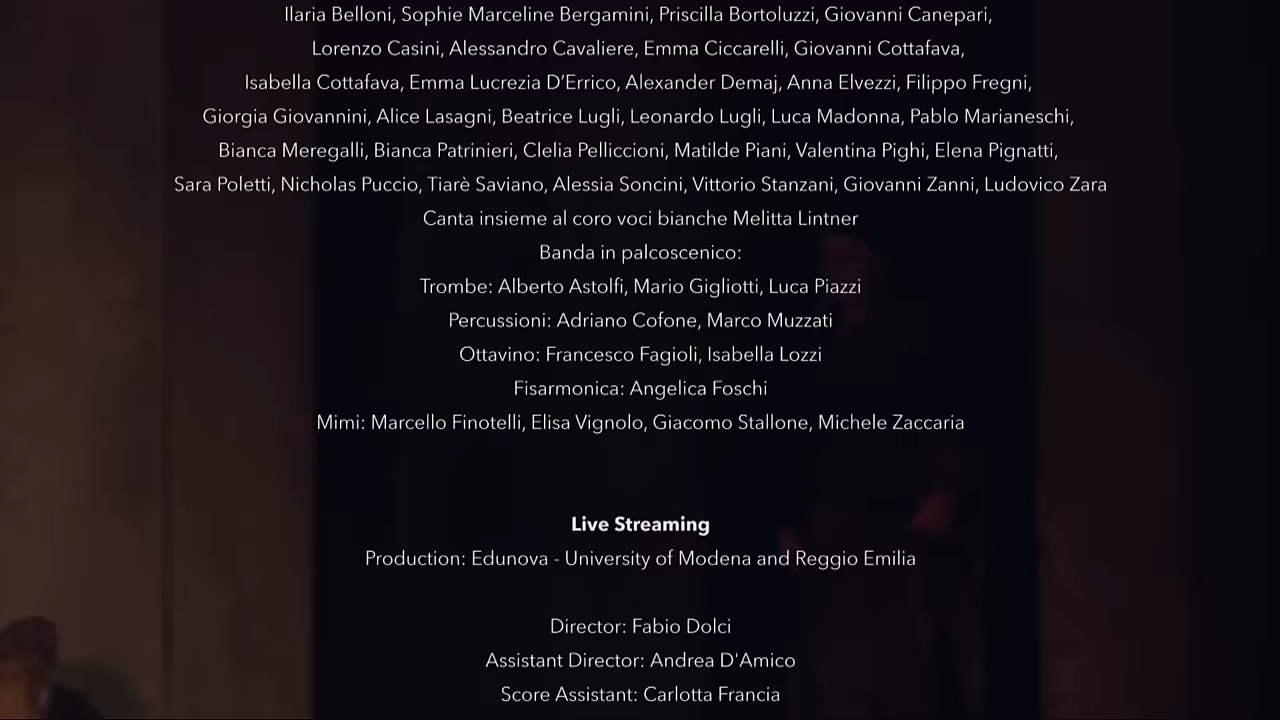 Ilaria Belloni, Sophie Marceline Bergamini, Priscilla Bortoluzzi, Giovanni Canepari,
Lorenzo Casini, Alessandro Cavaliere, Emma Ciccarelli, Giovanni Cottafava,
Isabella Cottafava, Emma Lucrezia D’Errico, Alexander Demaj, Anna Elvezzi, Filippo Fregni,
Giorgia Giovannini, Alice Lasagni, Beatrice Lugli, Leonardo Lugli, Luca Madonna, Pablo Marianeschi,
Bianca Meregalli, Bianca Patrinieri, Clelia Pelliccioni, Matilde Piani, Valentina Pighi, Elena Pignatti,
Sara Poletti, Nicholas Puccio, Tiarè Saviano, Alessia Soncini, Vittorio Stanzani, Giovanni Zanni, Ludovico Zara
Canta insieme al coro voci bianche Melitta Lintner
Banda in palcoscenico:
Trombe: Alberto Astolfi, Mario Gigliotti, Luca Piazzi
Percussioni: Adriano Cofone, Marco Muzzati
Ottavino: Francesco Fagioli, Isabella Lozzi
Fisarmonica: Angelica Foschi
Mimi: Marcello Finotelli, Elisa Vignolo, Giacomo Stallone, Michele Zaccaria
Live Streaming
Production: Edunova - University of Modena and Reggio Emilia
Director: Fabio Dolci
Assistant Director: Andrea D'Amico
Score Assistant: Carlotta Francia